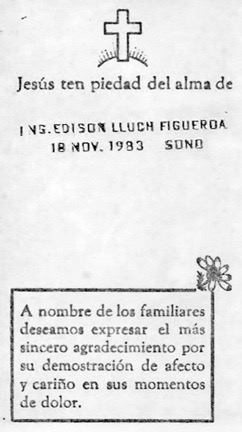 Jesús ten piedad del alma de
ING. EDISON LLUCH FIGUEROA
18 NOV. 1983 SONO
A nombre de los familiares
deseamos expresar el más
sincero agradecimiento por
su demostración de afecto
y cariño en sus momentos
de dolor.